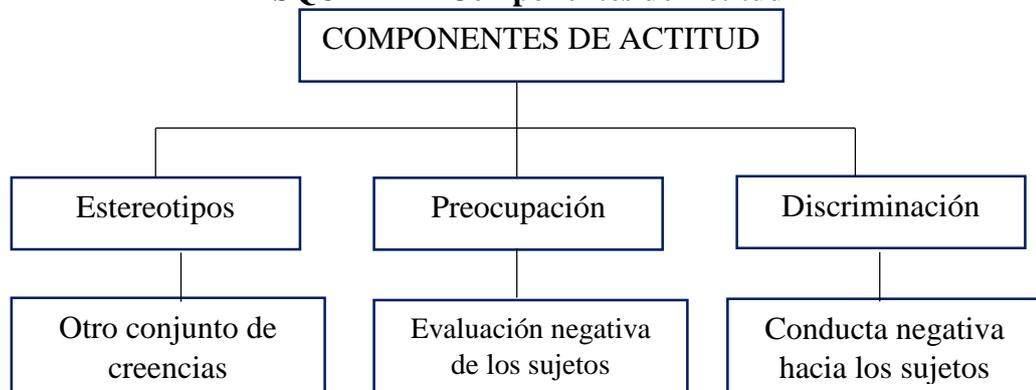 COMPONENTES DE ACTITUD
Estereotipos
Preocupación
Discriminación
Otro conjunto de
creencias
Evaluación negativa
de los sujetos
Conducta negativa
hacia los sujetos